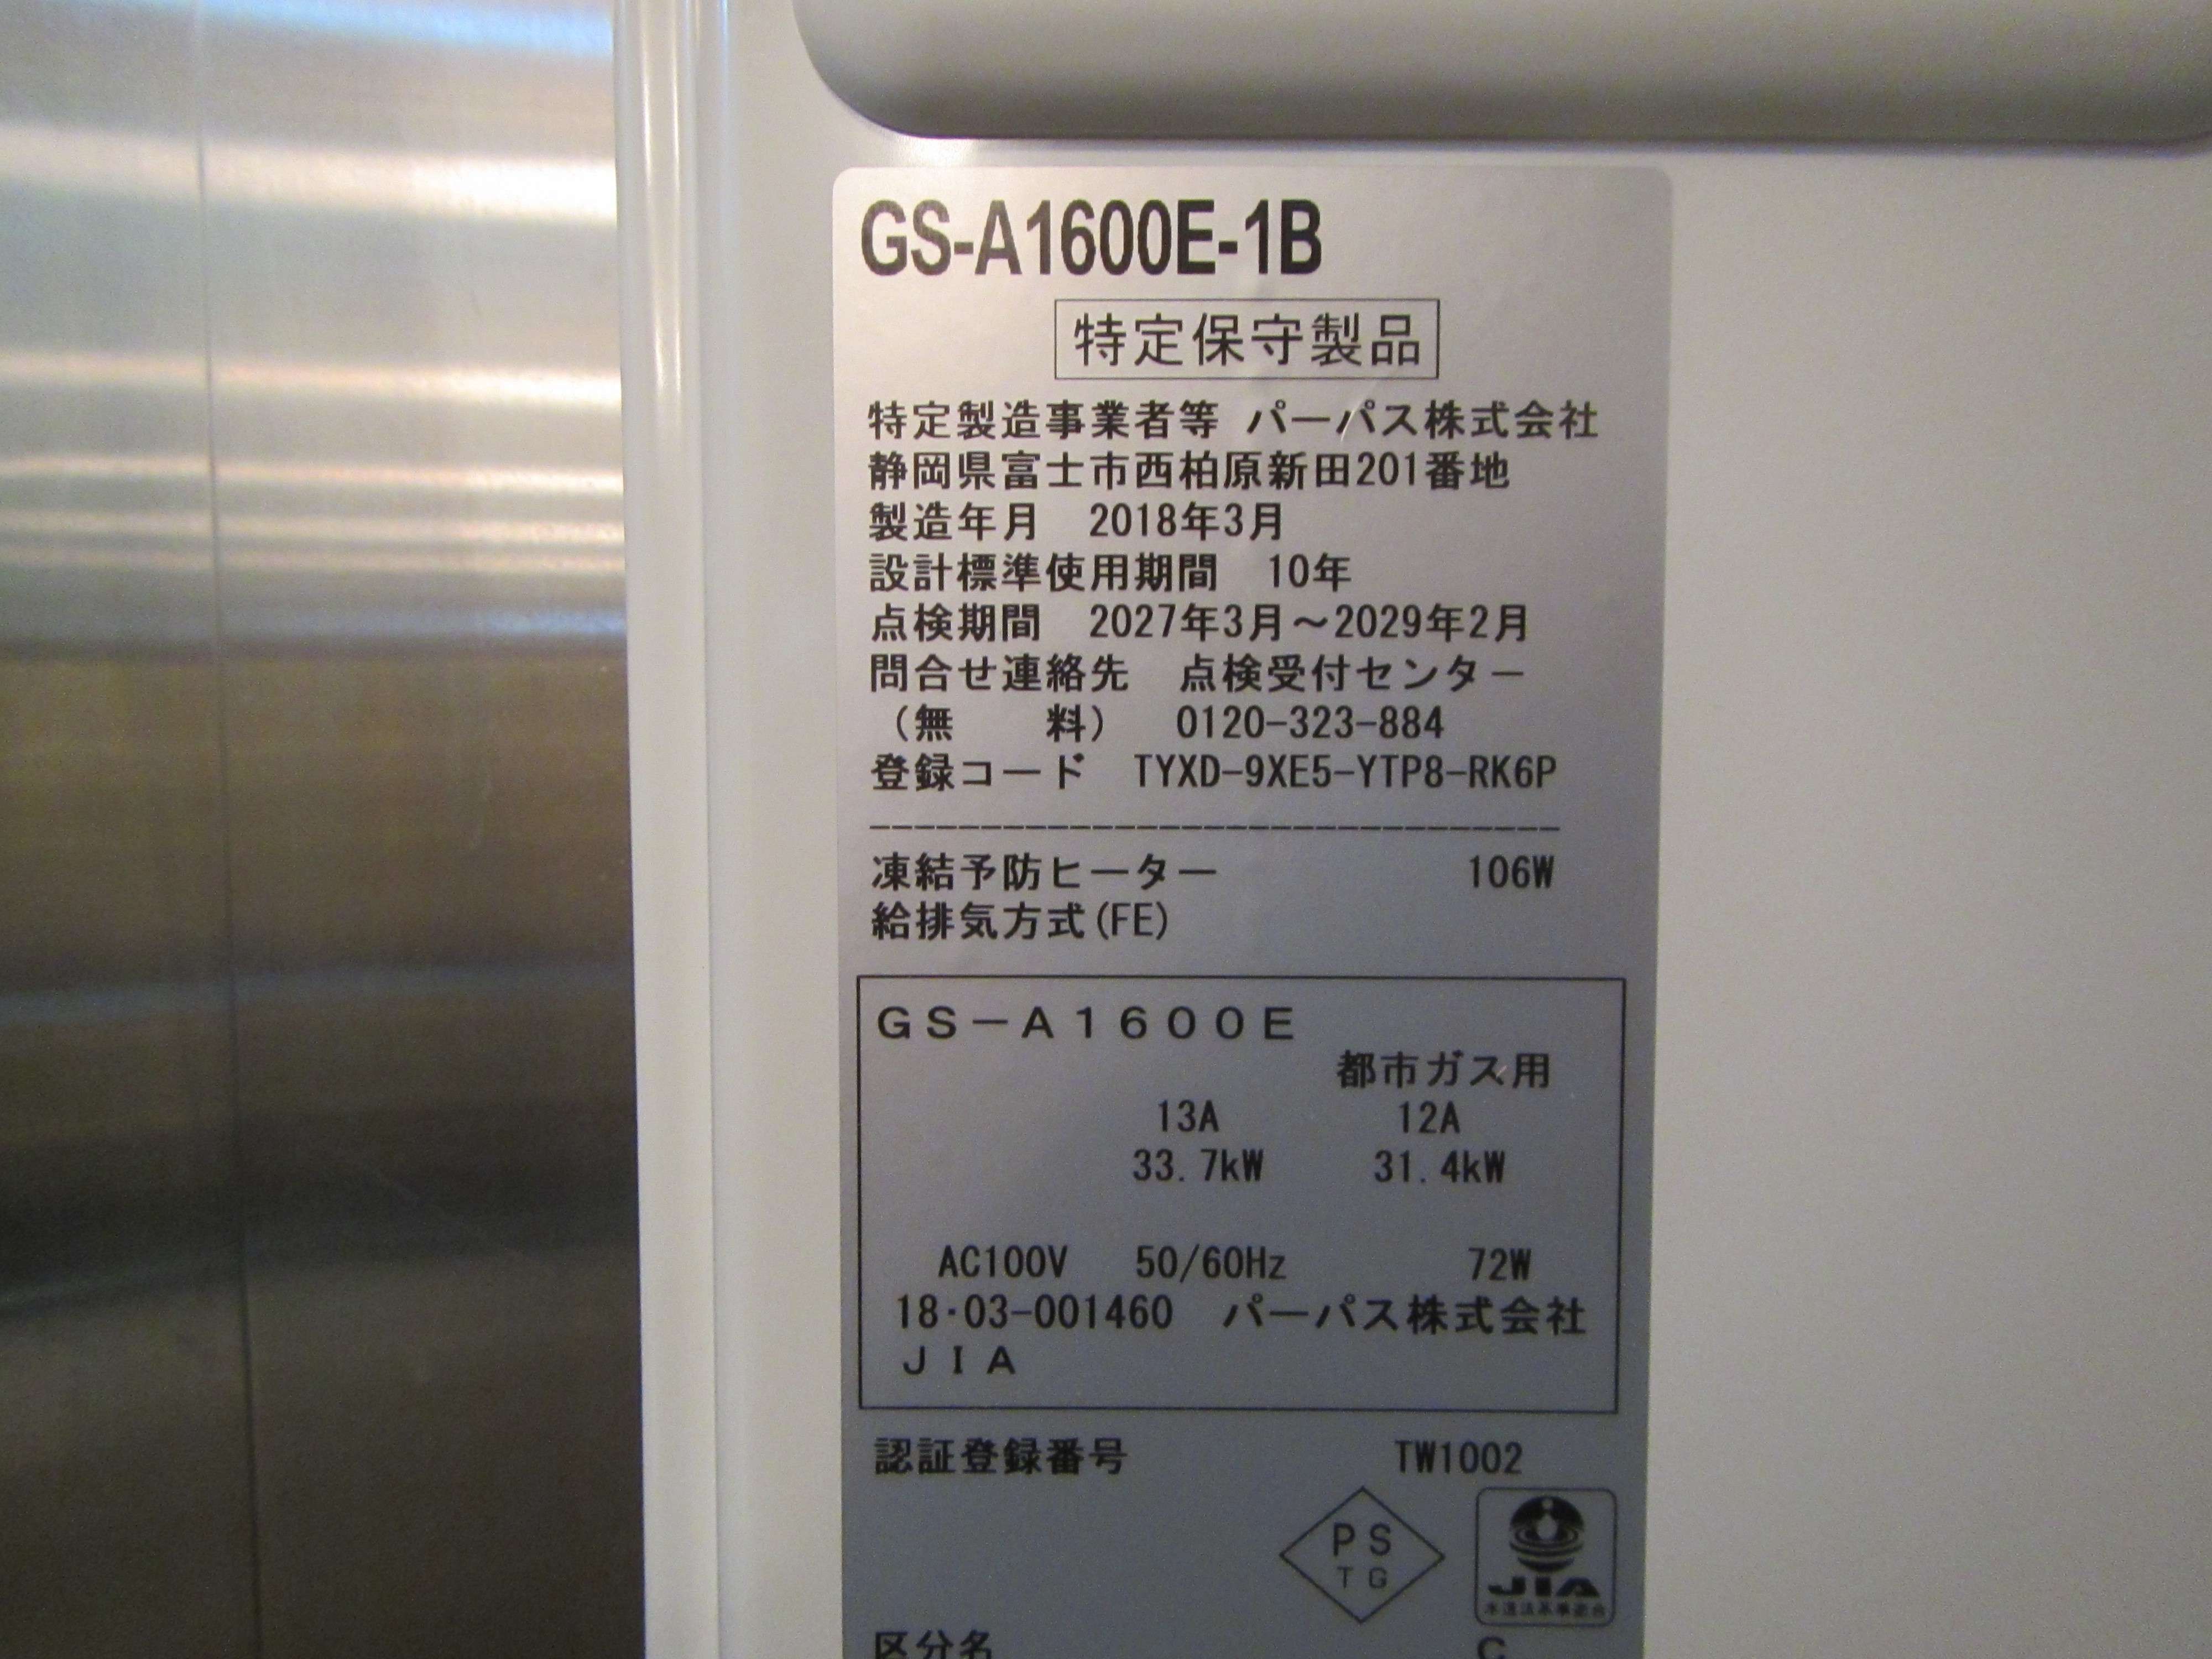 GS-A1600E-1B
特定保守製品
特定製造事業者等 パーパス株式会社
静岡県富士市西柏原新田201番地
製造年月 2018年3月
設計標準使用期間 10年
点検期間 2027年3月～2029年2月
問合せ連絡先 点検受付センター
（無 料） 0120-323-884
登録コード TYXD-9XE5-YTP8-RK6P
凍結予防ヒーター 106W
給排気方式(FE)
GS-A1600E
都市ガス用
13A 12A
33.7kW 31.4kW
AC100V 50/60Hz 72W
18･03-001460 パーパス株式会社
JIA
認証登録番号 TW1002
PS
TG
JIA
水道法基準適合
区分名 C